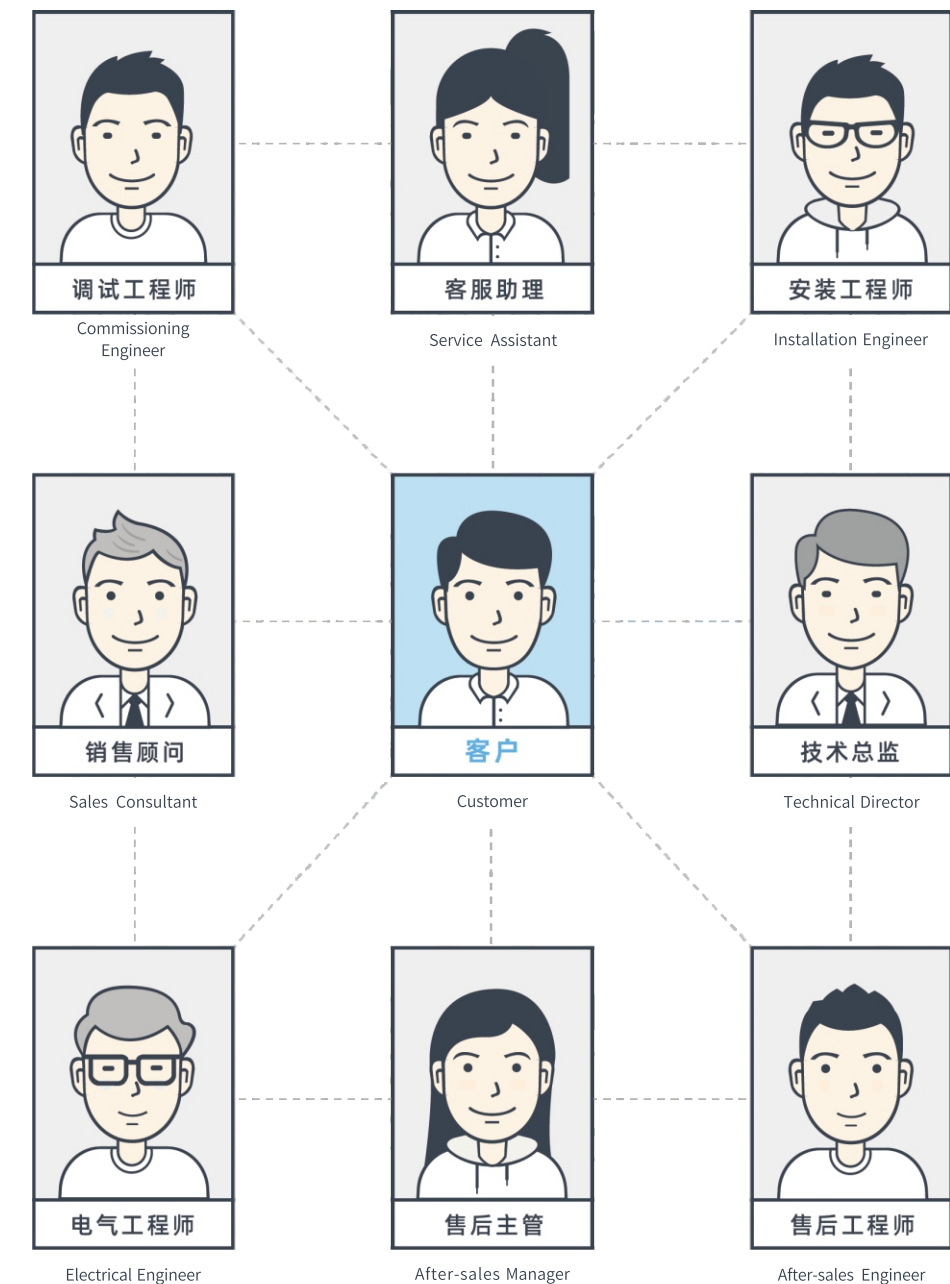 调试工程师
客服助理
安装工程师
Commissioning
Engineer
Service Assistant
Installation Engineer
销售顾问
客户
技术总监
Sales Consultant
Customer
Technical Director
电气工程师
售后主管
售后工程师
Electrical Engineer
After-sales Manager
After-sales Engineer